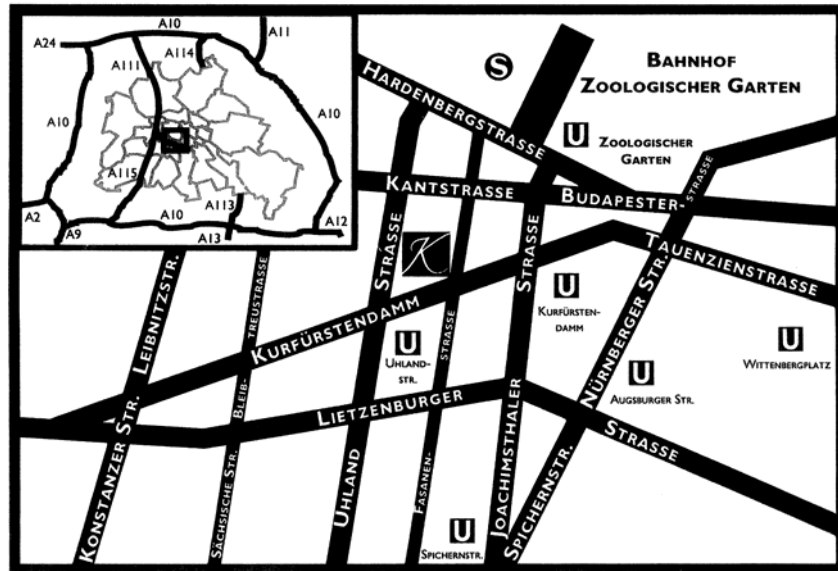 A10
A24
A11
A111
A114
A10
A10
A115
A113
A2
A10
A12
A9
A13
S
BAHNHOF
ZOOLOGISCHER GARTEN
HARDENBERGSTRASSE
U
ZOOLOGISCHER
GARTEN
KANTSTRASSE
BUDAPESTER-
STRASSE
K
TAUENZIENSTRASSE
KURFÜRSTENDAMM
U
KURFÜRSTEN-
DAMM
U
UHLAND-
STR.
U
WITTENBERGPLATZ
U
AUGSBURGER STR.
LIETZENBURGER
STRASSE
LEIBNITZSTR.
KONSTANZER STR.
BLEIB-
TREUSTRASSE
SÄCHSISCHE STR.
UHLAND
STRASSE
FASANEN-
STRASSE
JOACHIMSTHALER
STRASSE
NÜRNBERGER STR.
SPICHERNSTR.
U
SPICHERNSTR.